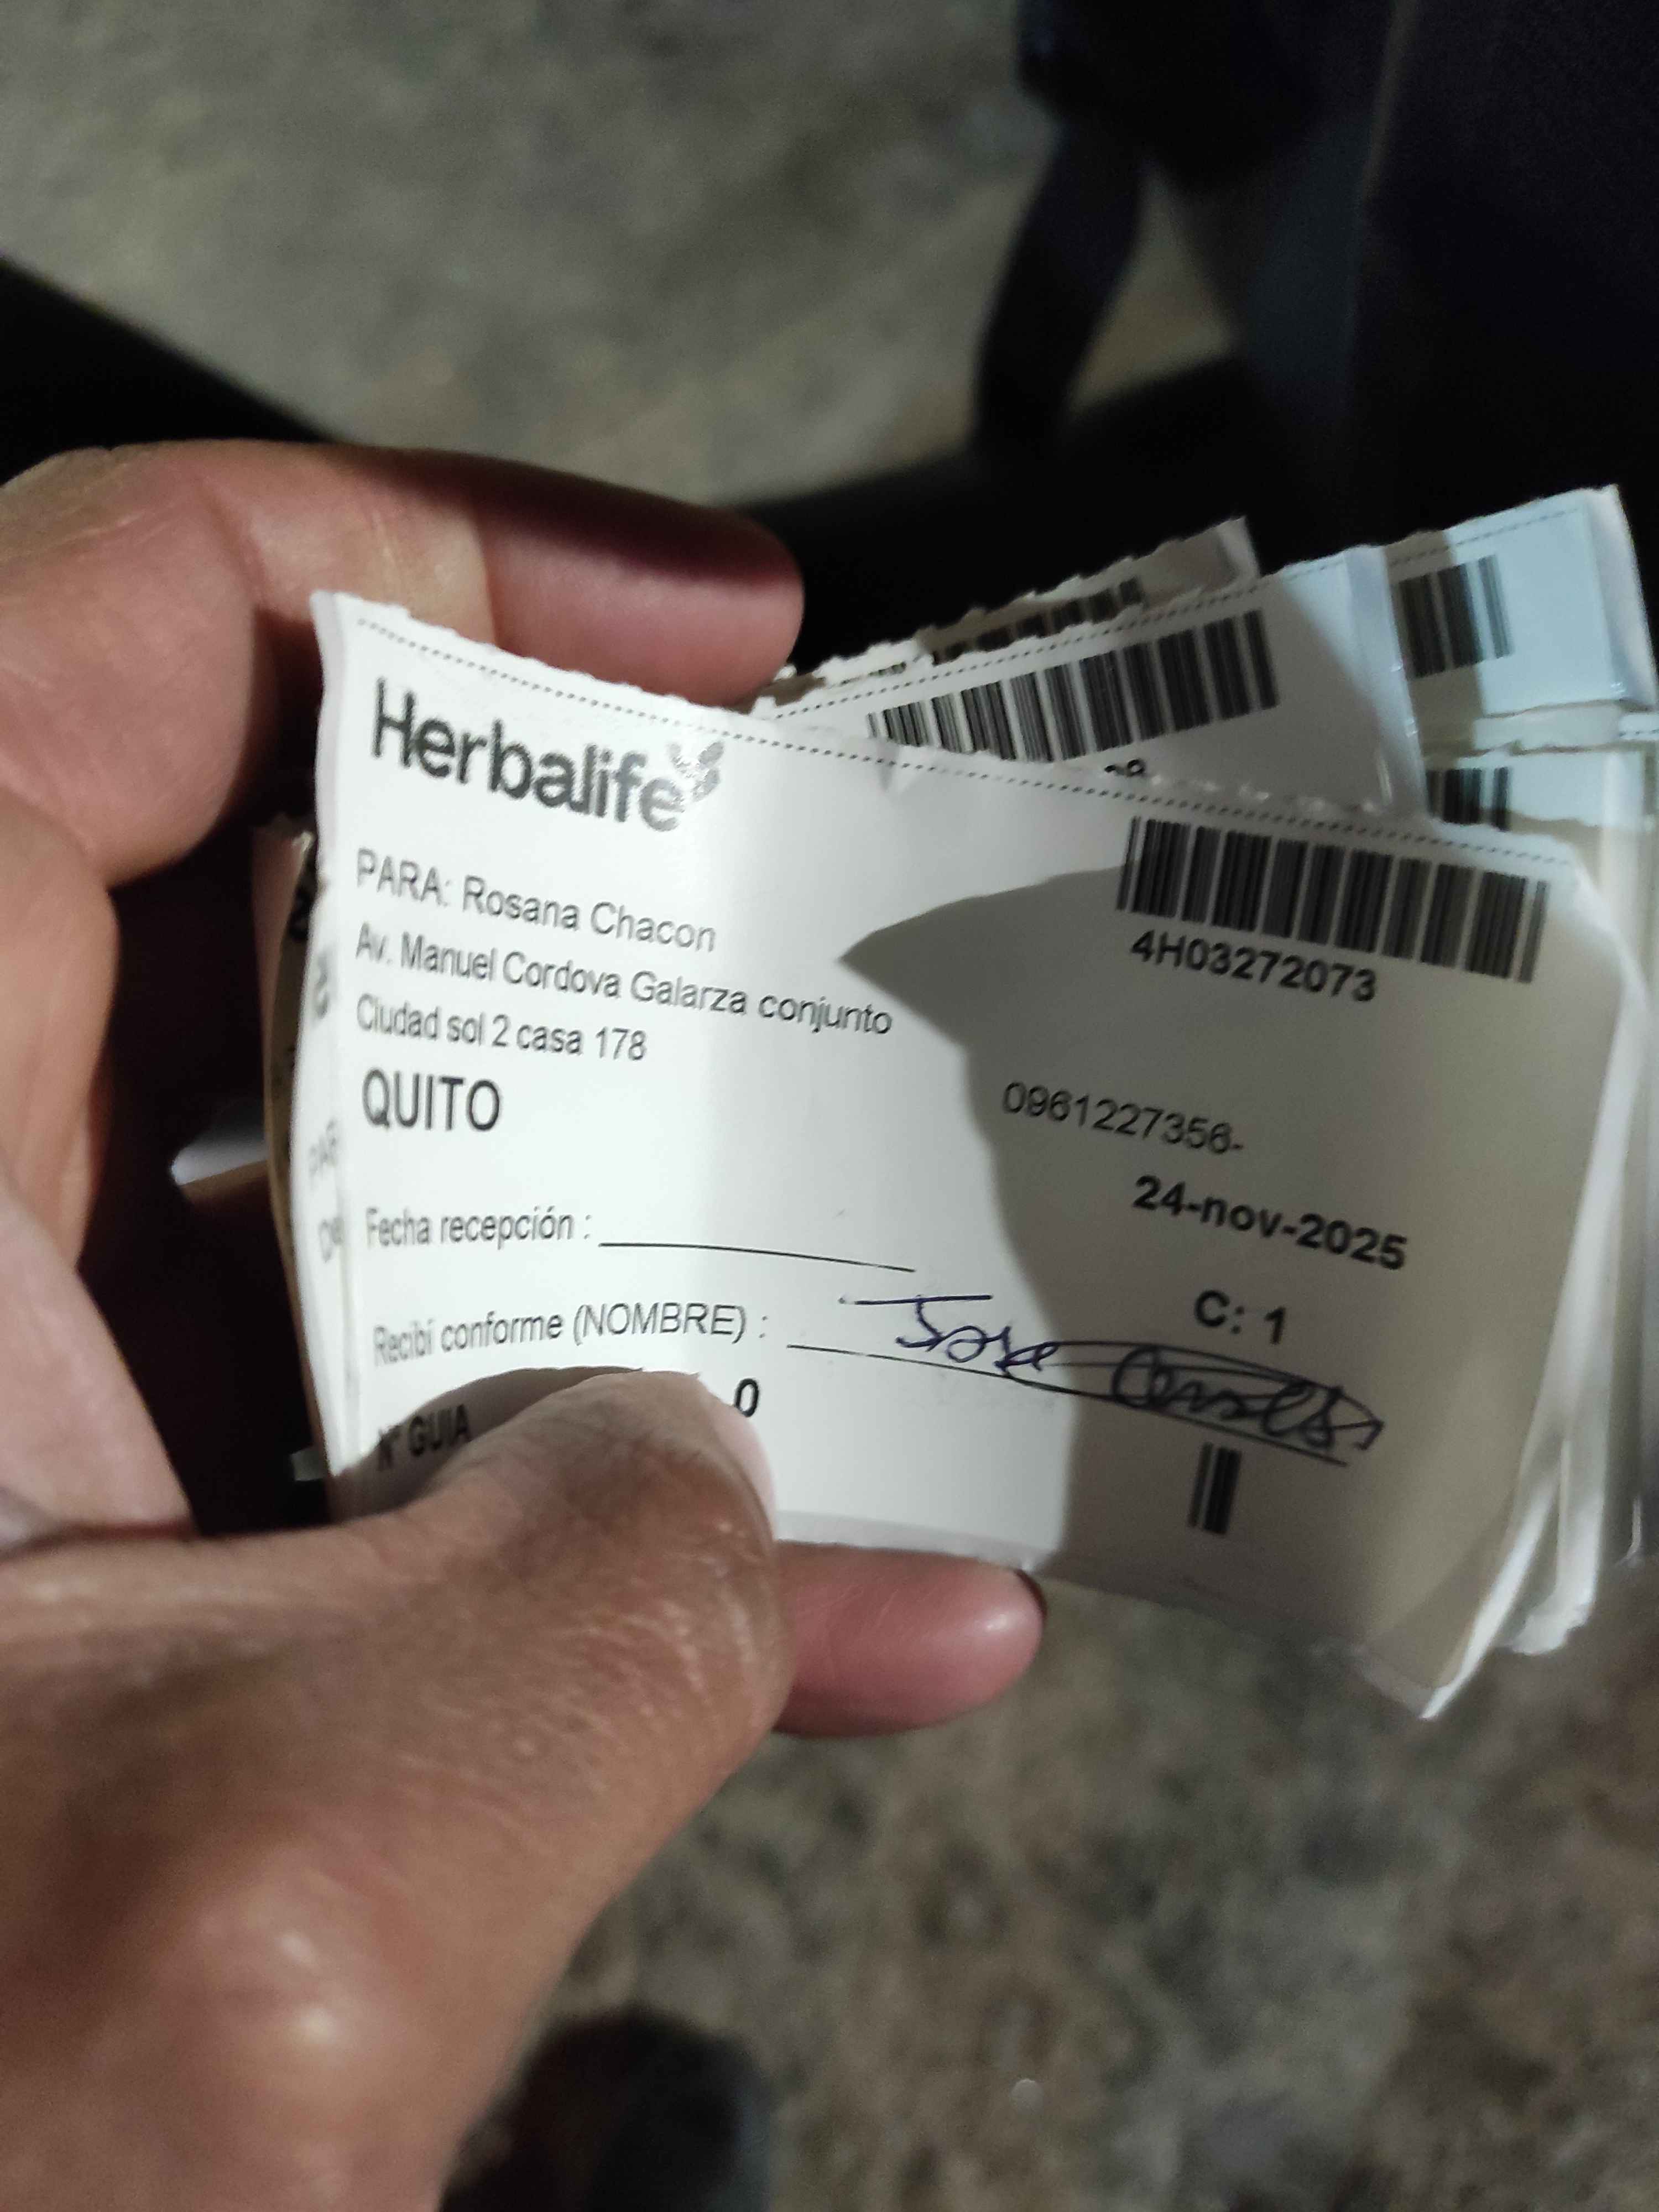 Herbalife
4H03272073
PARA: Rosana Chacon
Av. Manuel Cordova Galarza conjunto
Ciudad sol 2 casa 178
QUITO
0961227356-
24-nov-2025
Fecha recepción :
C: 1
Recibí conforme (NOMBRE) : Jose
N° GUIA
0